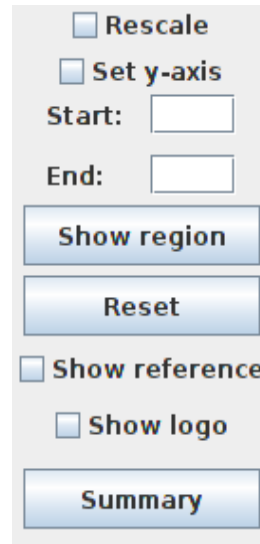 Rescale
Set y-axis
Start:
End:
Show region
Reset
Show reference
Show logo
Summary